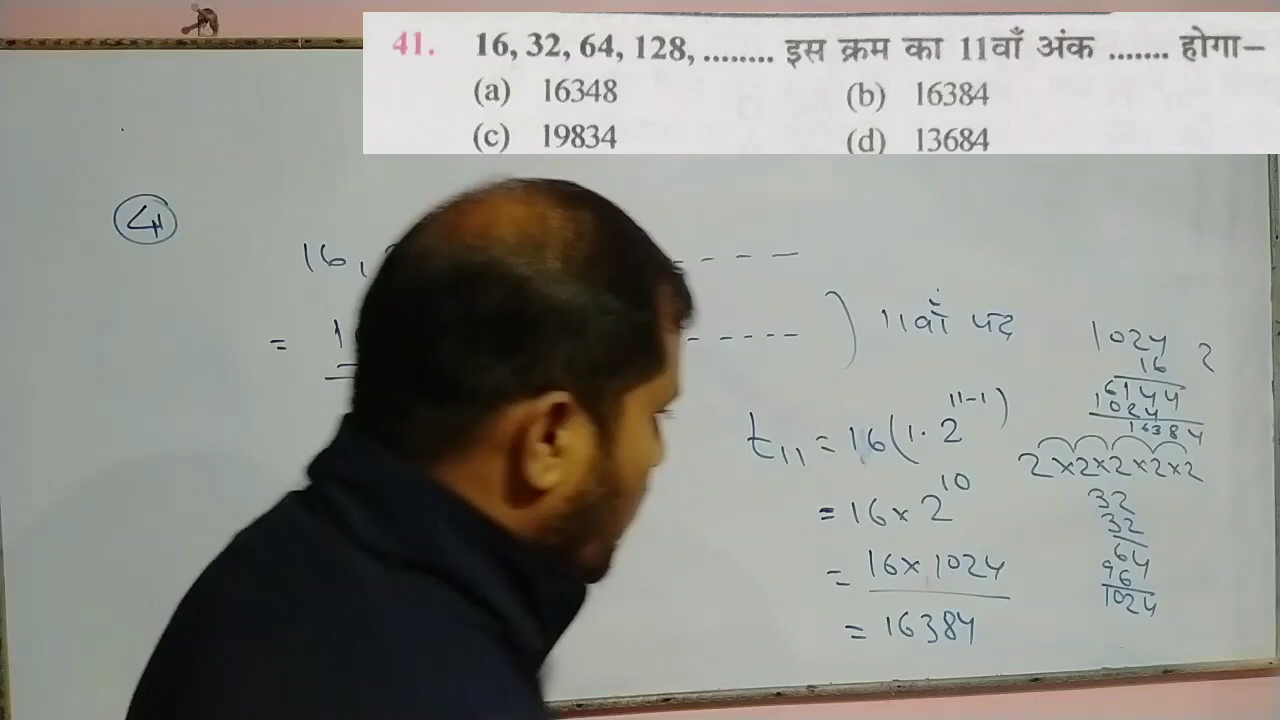 41. 16, 32, 64, 128, ........ इस क्रम का 11वाँ अंक ....... होगा–
(a) 16348 (b) 16384
(c) 19834 (d) 13684
41
16, - - - -
= 1 - - - - - ) 11वाँ पद
t11 = 16(1.2^11-1)
= 16×2^10
= 16×1024
= 16384
1024
16
6144
1024
16384
2×2×2×2×2
32
32
64
96
1024